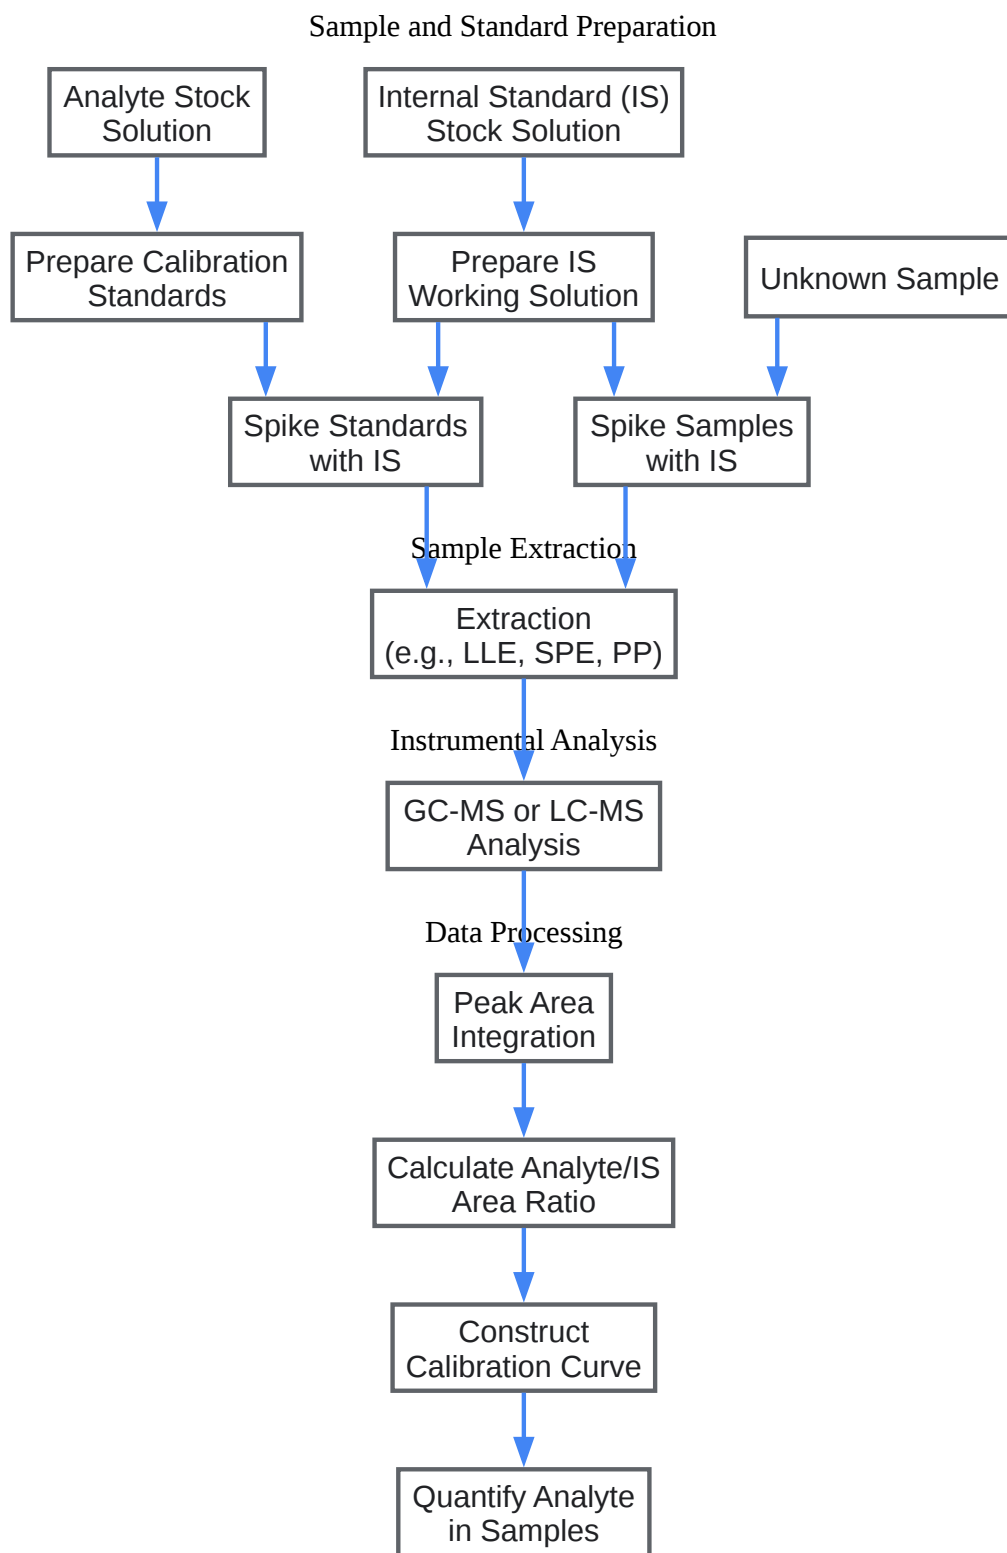 Sample and Standard Preparation
Analyte Stock
Solution
Internal Standard (IS)
Stock Solution
Prepare Calibration
Standards
Prepare IS
Working Solution
Unknown Sample
Spike Standards
with IS
Spike Samples
with IS
Sample Extraction
Extraction
(e.g., LLE, SPE, PP)
Instrumental Analysis
GC-MS or LC-MS
Analysis
Data Processing
Peak Area
Integration
Calculate Analyte/IS
Area Ratio
Construct
Calibration Curve
Quantify Analyte
in Samples